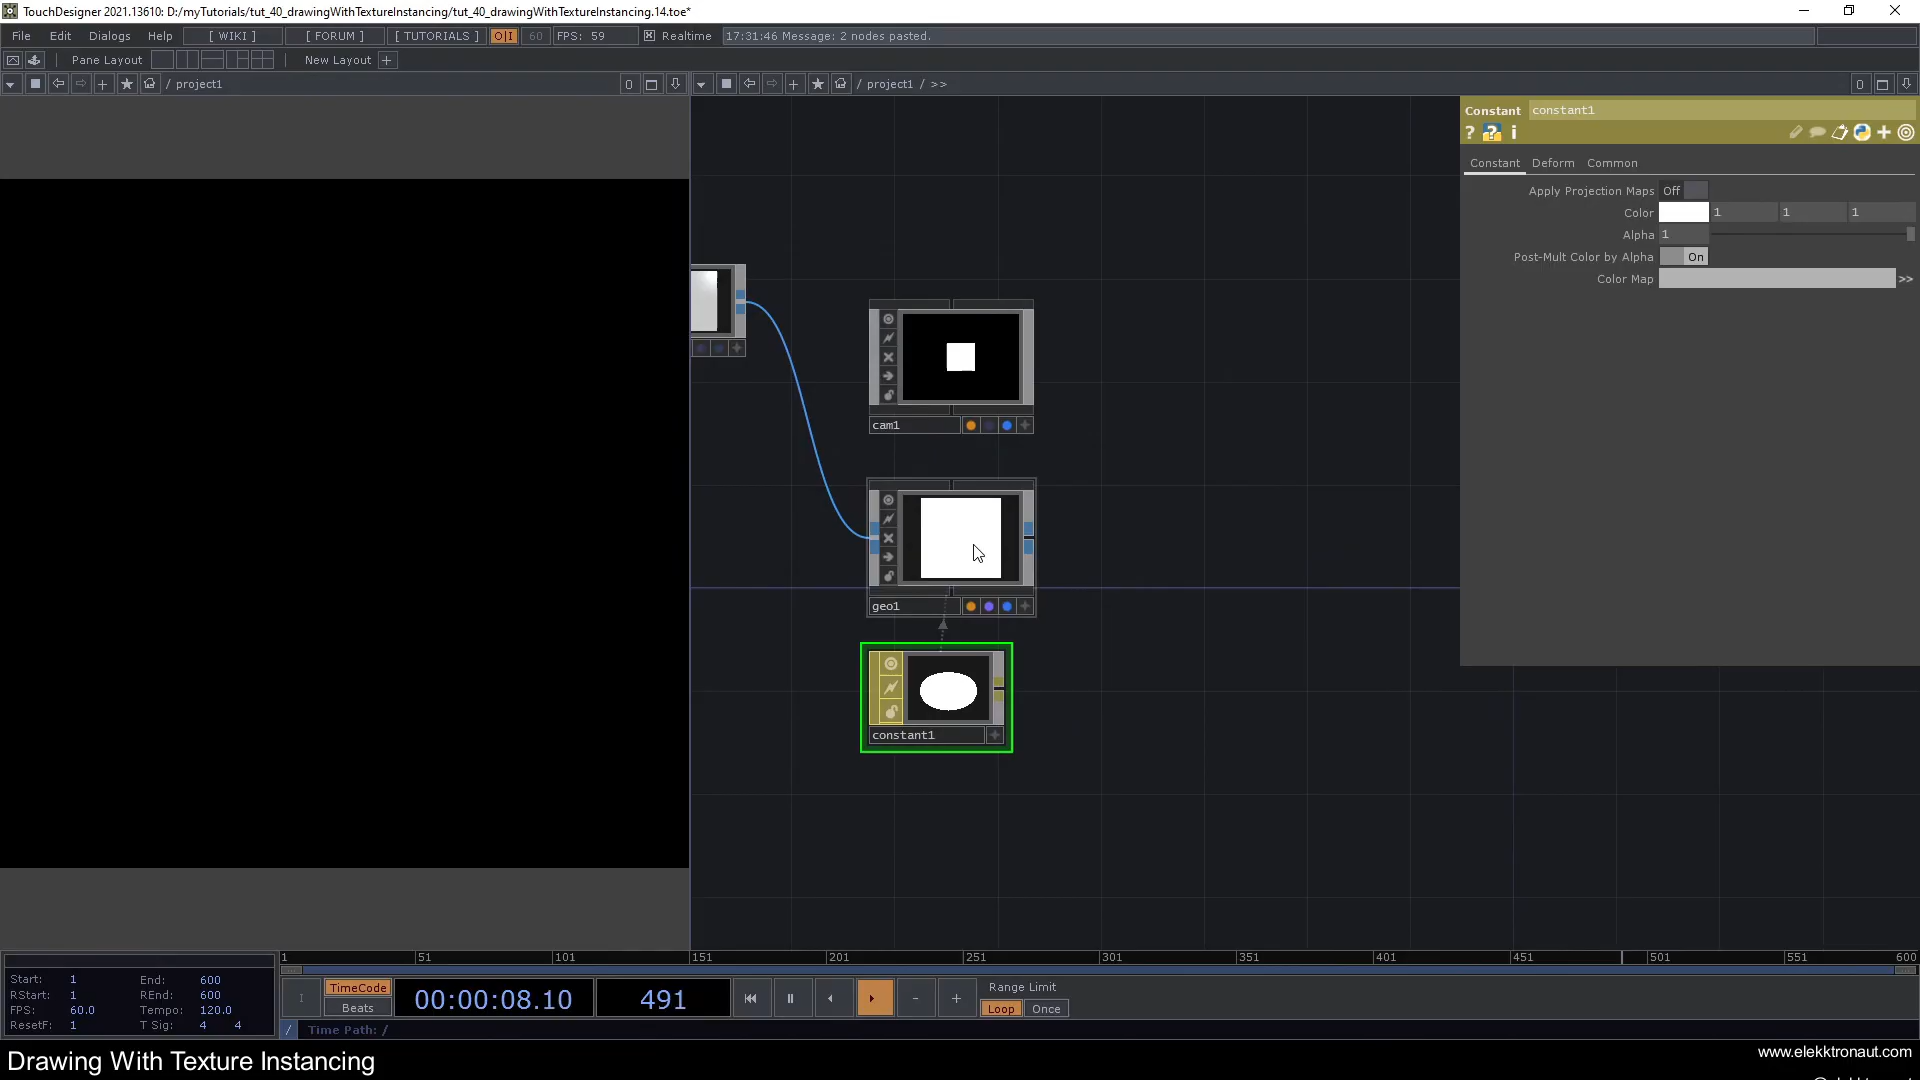 TouchDesigner 2021.13610: D:/myTutorials/tut_40_drawingWithTextureInstancing/tut_40_drawingWithTextureInstancing.14.toe*
File Edit Dialogs Help [ WIKI ] [ FORUM ] [ TUTORIALS ] O|I 60 FPS: 59 Realtime 17:31:46 Message: 2 nodes pasted.
Pane Layout New Layout +
/ project1 0
/ project1 / >> 0
Constant constant1
? ? i
Constant Deform Common
Apply Projection Maps Off
Color 1 1 1
Alpha 1
Post-Mult Color by Alpha On
Color Map >>
cam1
geo1
constant1
1 51 101 151 201 251 301 351 401 451 501 551 600
Start: 1 End: 600
RStart: 1 REnd: 600
FPS: 60.0 Tempo: 120.0
ResetF: 1 T Sig: 4 4
TimeCode
Beats
00:00:08.10 491
Range Limit
Loop Once
/ Time Path: /
Drawing With Texture Instancing
www.elekktronaut.com